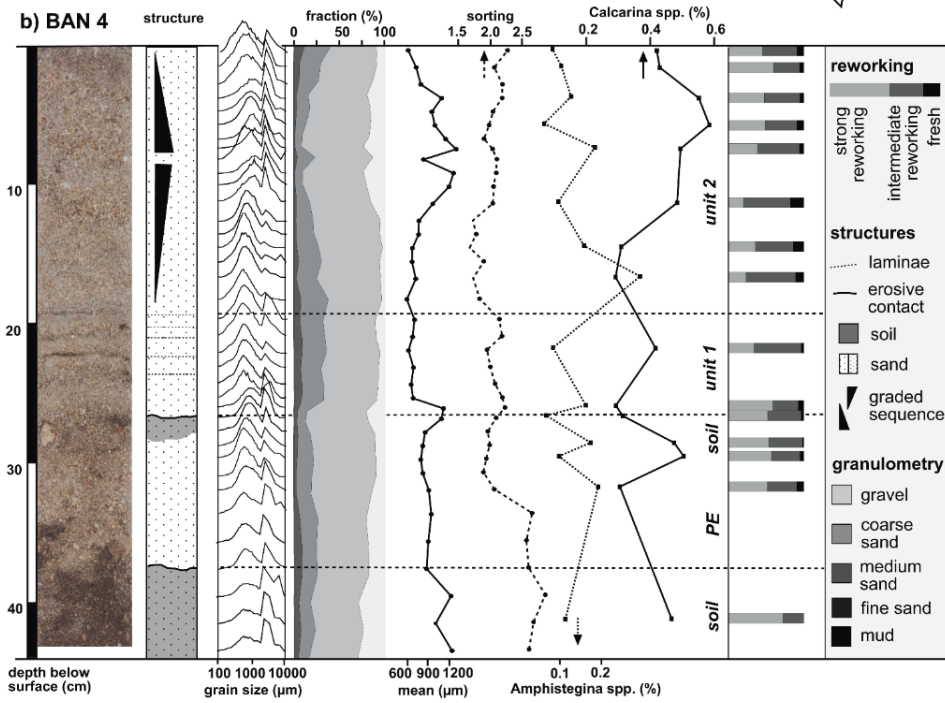 b) BAN 4
structure
fraction (%)
sorting
Calcarina spp. (%)
0 50 100
1.5 2.0 2.5
0.2 0.4 0.6
10
20
30
40
unit 2
unit 1
soil
PE
soil
depth below
surface (cm)
100 1000 10000
grain size (µm)
600 900 1200
mean (µm)
0.1 0.2
Amphistegina spp. (%)
reworking
strong
reworking
intermediate
reworking
fresh
structures
laminae
erosive
contact
soil
sand
graded
sequence
granulometry
gravel
coarse
sand
medium
sand
fine sand
mud